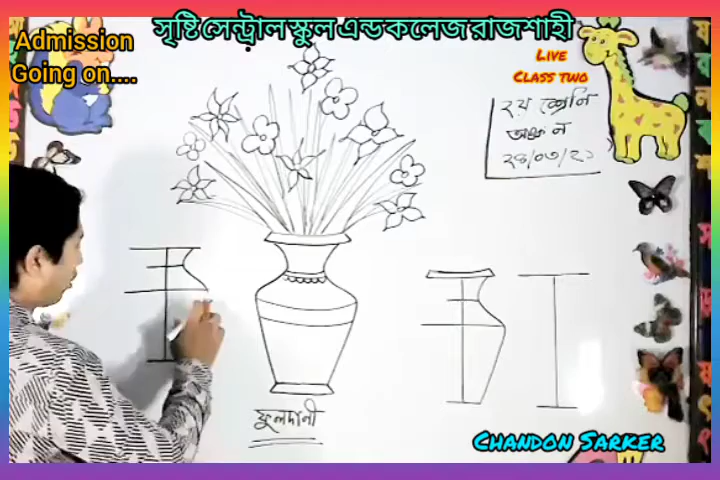 সৃষ্টি সেন্ট্রাল স্কুল এন্ড কলেজ রাজশাহী
Admission
Going on....
LIVE
CLASS TWO
২য় শ্রেনি
অঙ্কন
২৪/০৩/২১
ফুলদানী
CHANDON SARKER